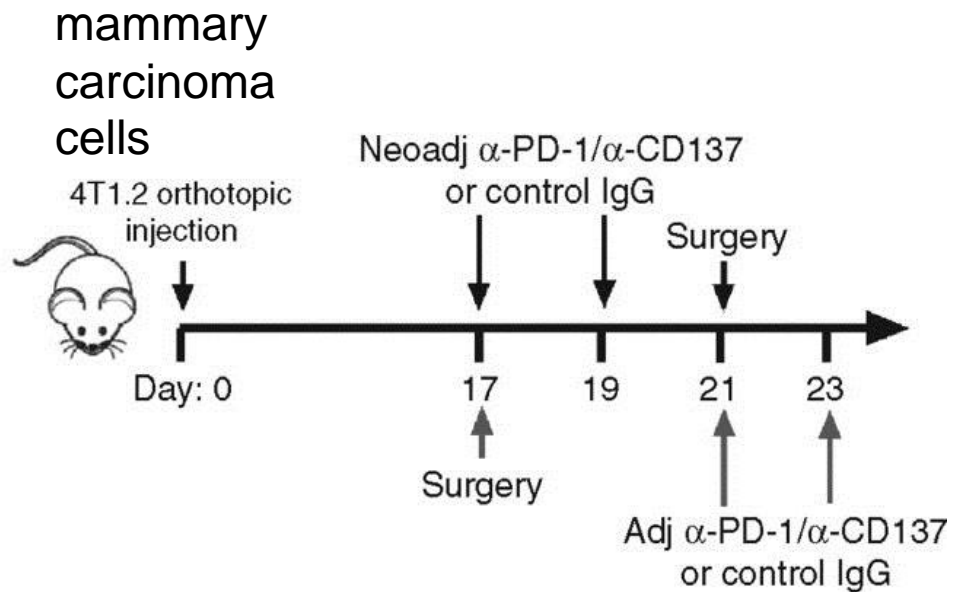 mammary
carcinoma
cells
4T1.2 orthotopic
injection
Neoadj α-PD-1/α-CD137
or control IgG
Surgery
Day: 0
17
19
21
23
Surgery
Adj α-PD-1/α-CD137
or control IgG